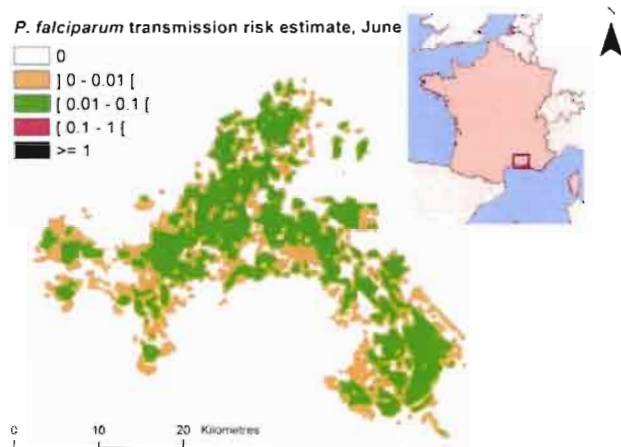 P. falciparum transmission risk estimate, June
0
] 0 - 0.01 [
[ 0.01 - 0.1 [
[ 0.1 - 1 [
>= 1
0 10 20 Kilometres